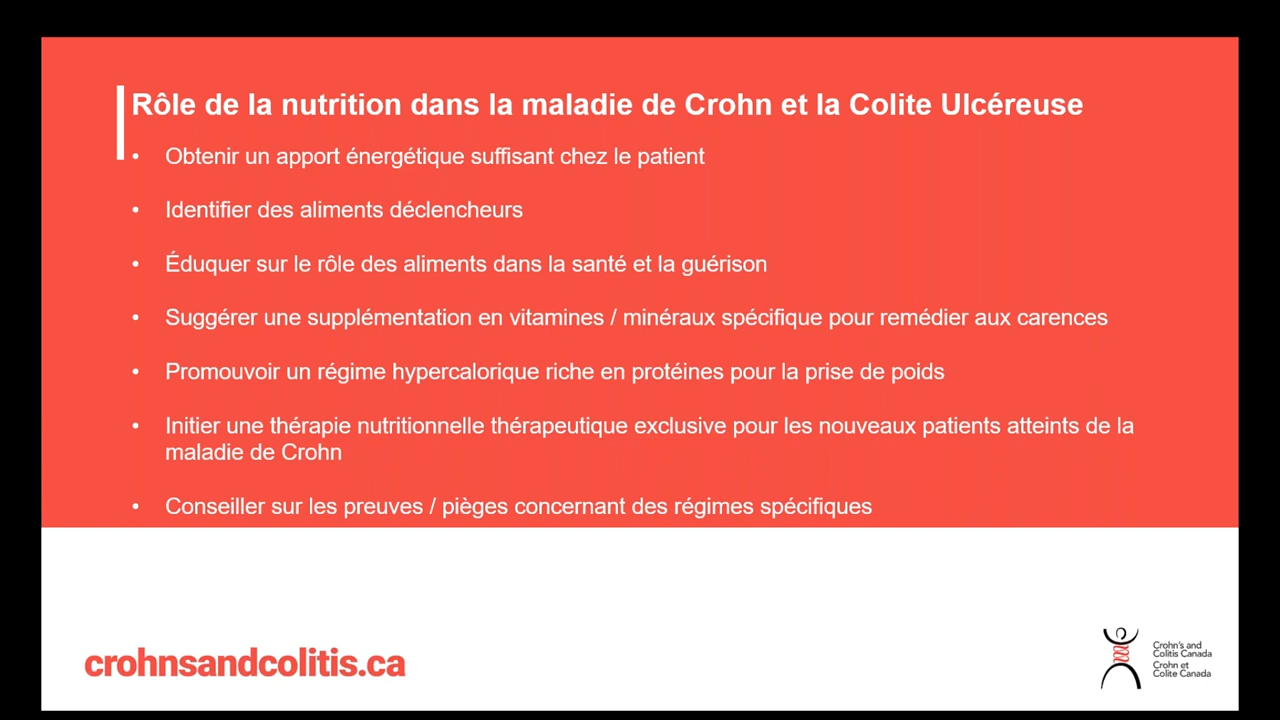 Rôle de la nutrition dans la maladie de Crohn et la Colite Ulcéreuse
• Obtenir un apport énergétique suffisant chez le patient
• Identifier des aliments déclencheurs
• Éduquer sur le rôle des aliments dans la santé et la guérison
• Suggérer une supplémentation en vitamines / minéraux spécifique pour remédier aux carences
• Promouvoir un régime hypercalorique riche en protéines pour la prise de poids
• Initier une thérapie nutritionnelle thérapeutique exclusive pour les nouveaux patients atteints de la
maladie de Crohn
• Conseiller sur les preuves / pièges concernant des régimes spécifiques
crohnsandcolitis.ca
Crohn's and
Colitis Canada
Crohn et
Colite Canada